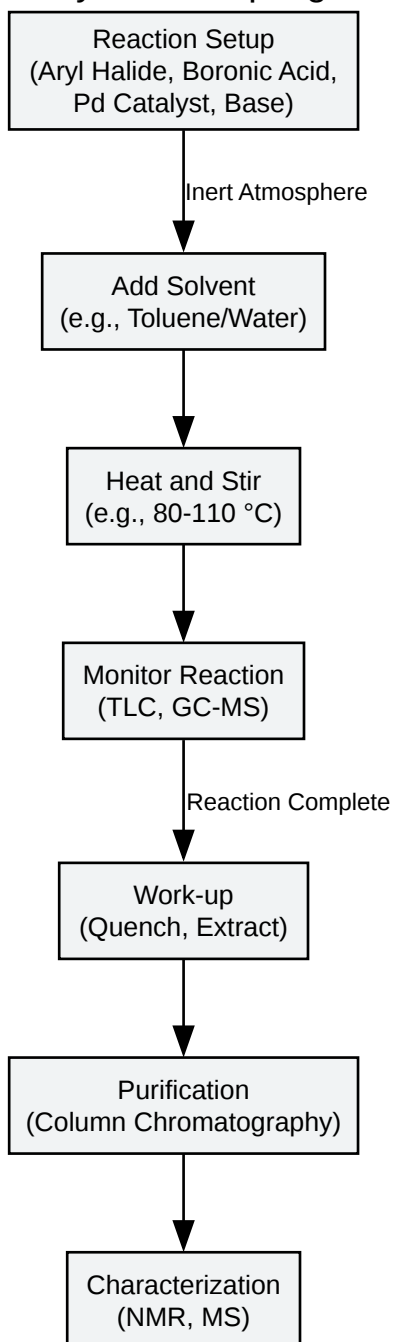 Reaction Setup
(Aryl Halide, Boronic Acid,
Pd Catalyst, Base)
Inert Atmosphere
Add Solvent
(e.g., Toluene/Water)
Heat and Stir
(e.g., 80-110 °C)
Monitor Reaction
(TLC, GC-MS)
Reaction Complete
Work-up
(Quench, Extract)
Purification
(Column Chromatography)
Characterization
(NMR, MS)